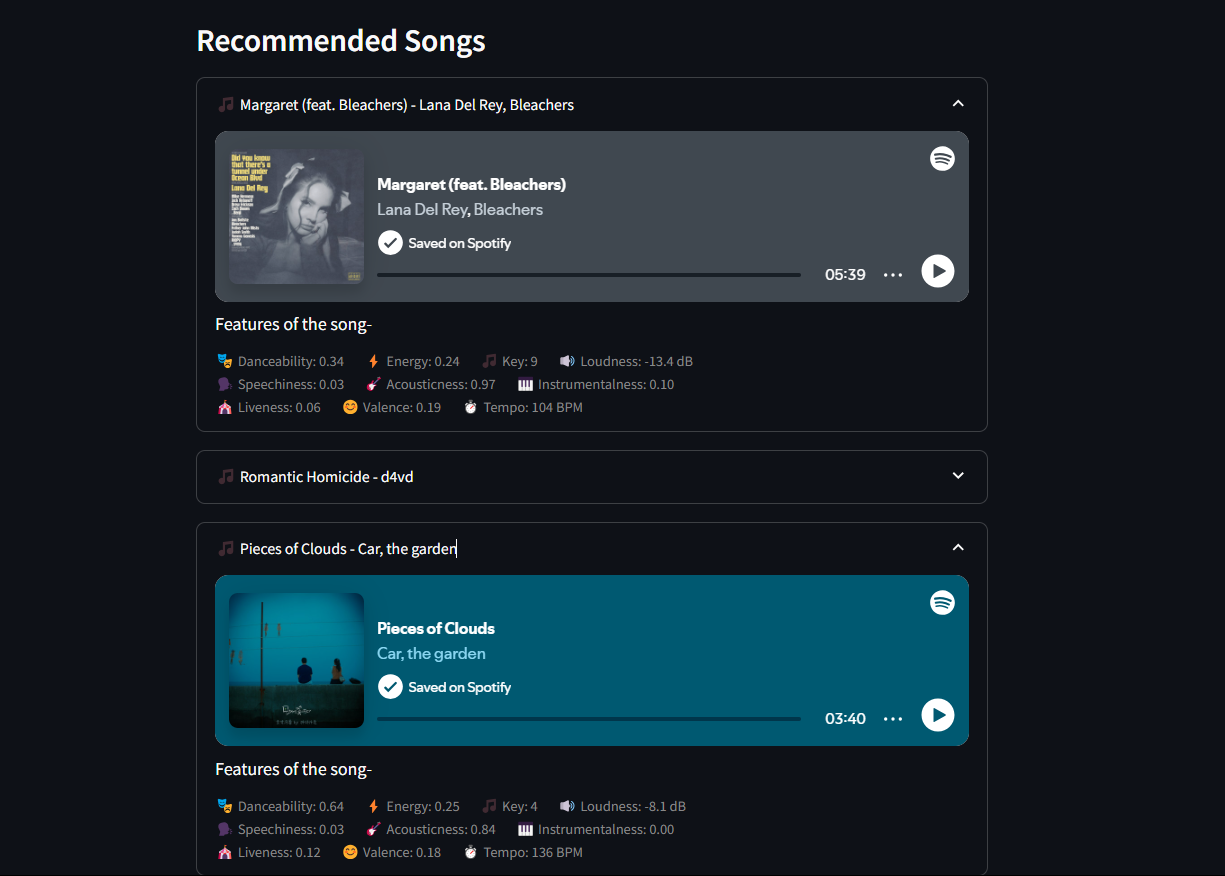 Recommended Songs
Margaret (feat. Bleachers) - Lana Del Rey, Bleachers
Did you know
that there's a
tunnel under
Ocean Blvd
Lana Del Rey
Margaret (feat. Bleachers)
Lana Del Rey, Bleachers
Saved on Spotify
05:39
Features of the song-
Danceability: 0.34 Energy: 0.24 Key: 9 Loudness: -13.4 dB
Speechiness: 0.03 Acousticness: 0.97 Instrumentalness: 0.10
Liveness: 0.06 Valence: 0.19 Tempo: 104 BPM
Romantic Homicide - d4vd
Pieces of Clouds - Car, the garden
Pieces of Clouds
Car, the garden
Saved on Spotify
03:40
Features of the song-
Danceability: 0.64 Energy: 0.25 Key: 4 Loudness: -8.1 dB
Speechiness: 0.03 Acousticness: 0.84 Instrumentalness: 0.00
Liveness: 0.12 Valence: 0.18 Tempo: 136 BPM